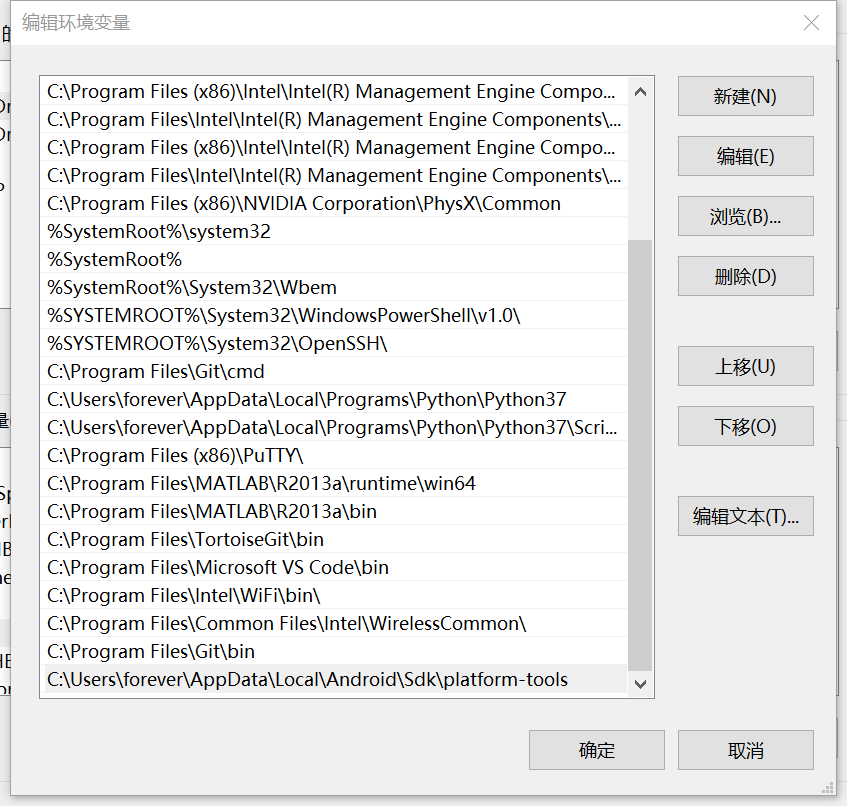 编辑环境变量
C:\Program Files (x86)\Intel\Intel(R) Management Engine Compo...
C:\Program Files\Intel\Intel(R) Management Engine Components\...
C:\Program Files (x86)\Intel\Intel(R) Management Engine Compo...
C:\Program Files\Intel\Intel(R) Management Engine Components\...
C:\Program Files (x86)\NVIDIA Corporation\PhysX\Common
%SystemRoot%\system32
%SystemRoot%
%SystemRoot%\System32\Wbem
%SYSTEMROOT%\System32\WindowsPowerShell\v1.0\
%SYSTEMROOT%\System32\OpenSSH\
C:\Program Files\Git\cmd
C:\Users\forever\AppData\Local\Programs\Python\Python37
C:\Users\forever\AppData\Local\Programs\Python\Python37\Scri...
C:\Program Files (x86)\PuTTY\
C:\Program Files\MATLAB\R2013a\runtime\win64
C:\Program Files\MATLAB\R2013a\bin
C:\Program Files\TortoiseGit\bin
C:\Program Files\Microsoft VS Code\bin
C:\Program Files\Intel\WiFi\bin\
C:\Program Files\Common Files\Intel\WirelessCommon\
C:\Program Files\Git\bin
C:\Users\forever\AppData\Local\Android\Sdk\platform-tools
新建(N)
编辑(E)
浏览(B)...
删除(D)
上移(U)
下移(O)
编辑文本(T)...
确定
取消